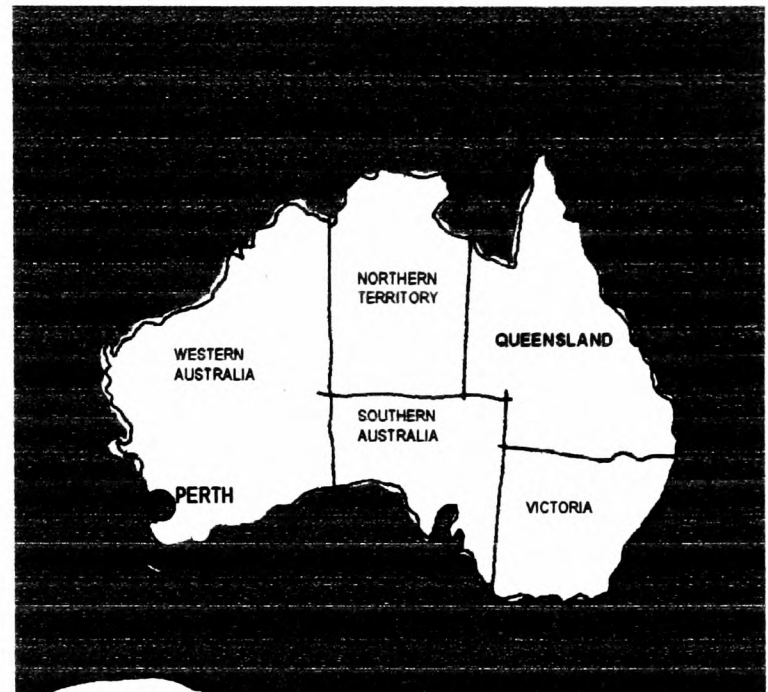 NORTHERN
TERRITORY
QUEENSLAND
WESTERN
AUSTRALIA
SOUTHERN
AUSTRALIA
PERTH
VICTORIA